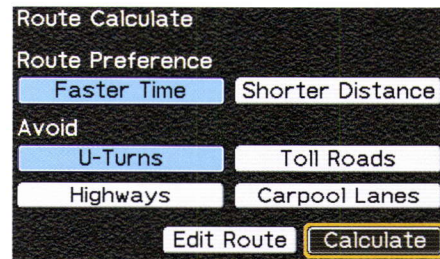 Route Calculate
Route Preference
Faster Time Shorter Distance
Avoid
U-Turns Toll Roads
Highways Carpool Lanes
Edit Route Calculate